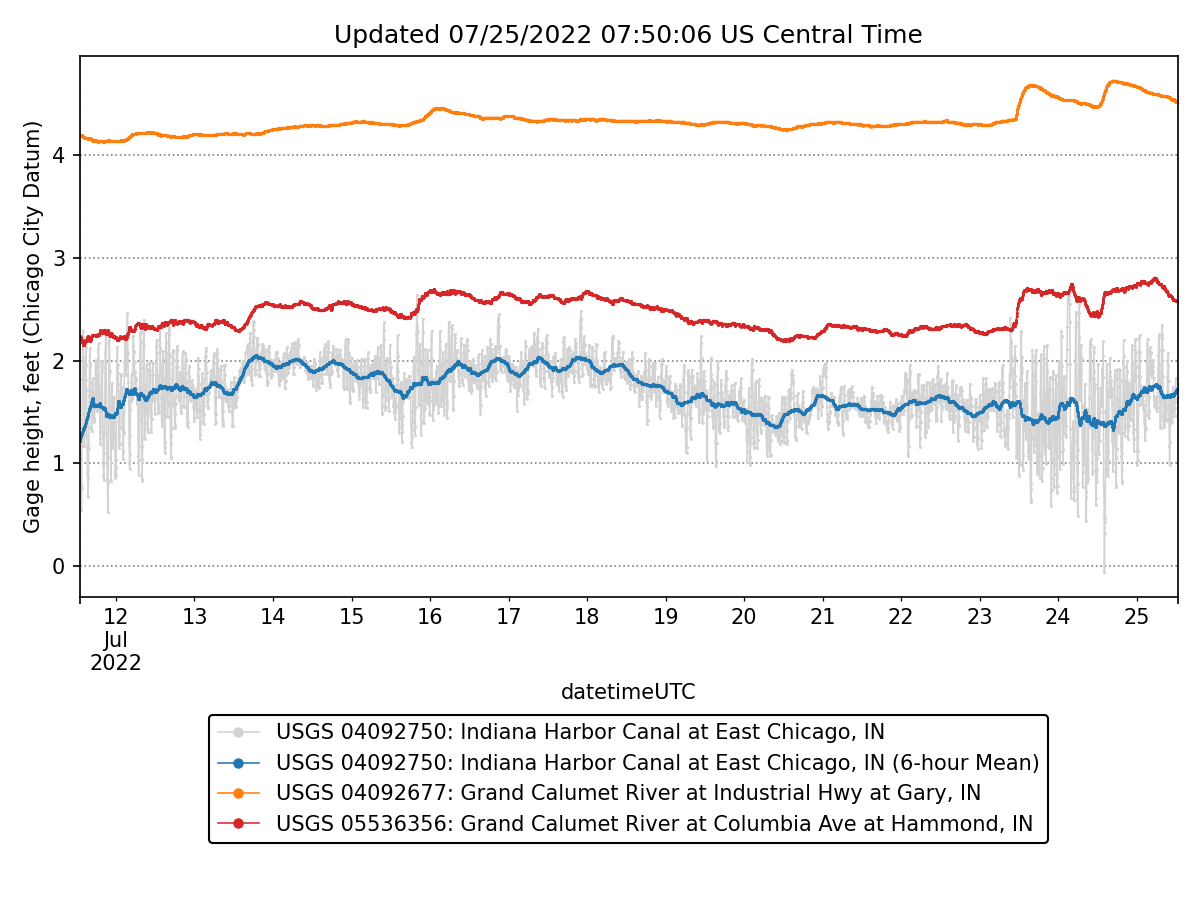 Updated 07/25/2022 07:50:06 US Central Time
Gage height, feet (Chicago City Datum)
4
3
2
1
0
12 13 14 15 16 17 18 19 20 21 22 23 24 25
Jul
2022
datetimeUTC
USGS 04092750: Indiana Harbor Canal at East Chicago, IN
USGS 04092750: Indiana Harbor Canal at East Chicago, IN (6-hour Mean)
USGS 04092677: Grand Calumet River at Industrial Hwy at Gary, IN
USGS 05536356: Grand Calumet River at Columbia Ave at Hammond, IN